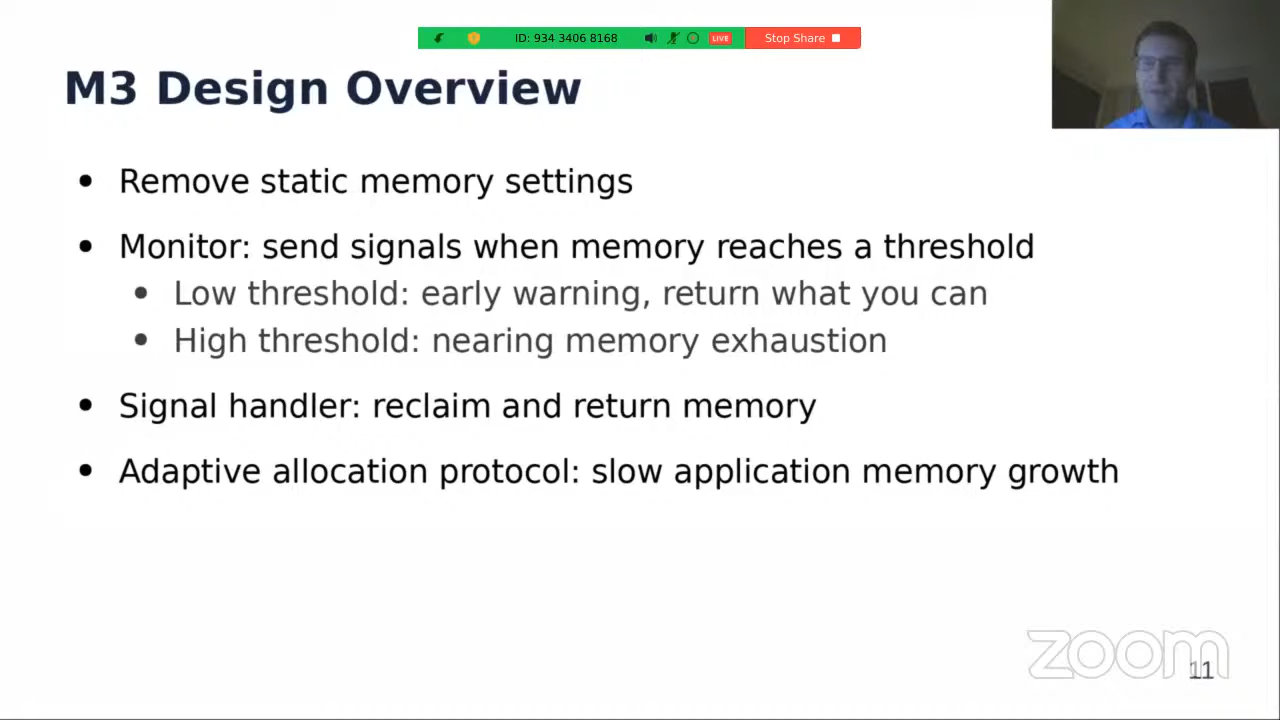 ID: 934 3406 8168 LIVE Stop Share
M3 Design Overview
• Remove static memory settings
• Monitor: send signals when memory reaches a threshold
• Low threshold: early warning, return what you can
• High threshold: nearing memory exhaustion
• Signal handler: reclaim and return memory
• Adaptive allocation protocol: slow application memory growth
zoom
11